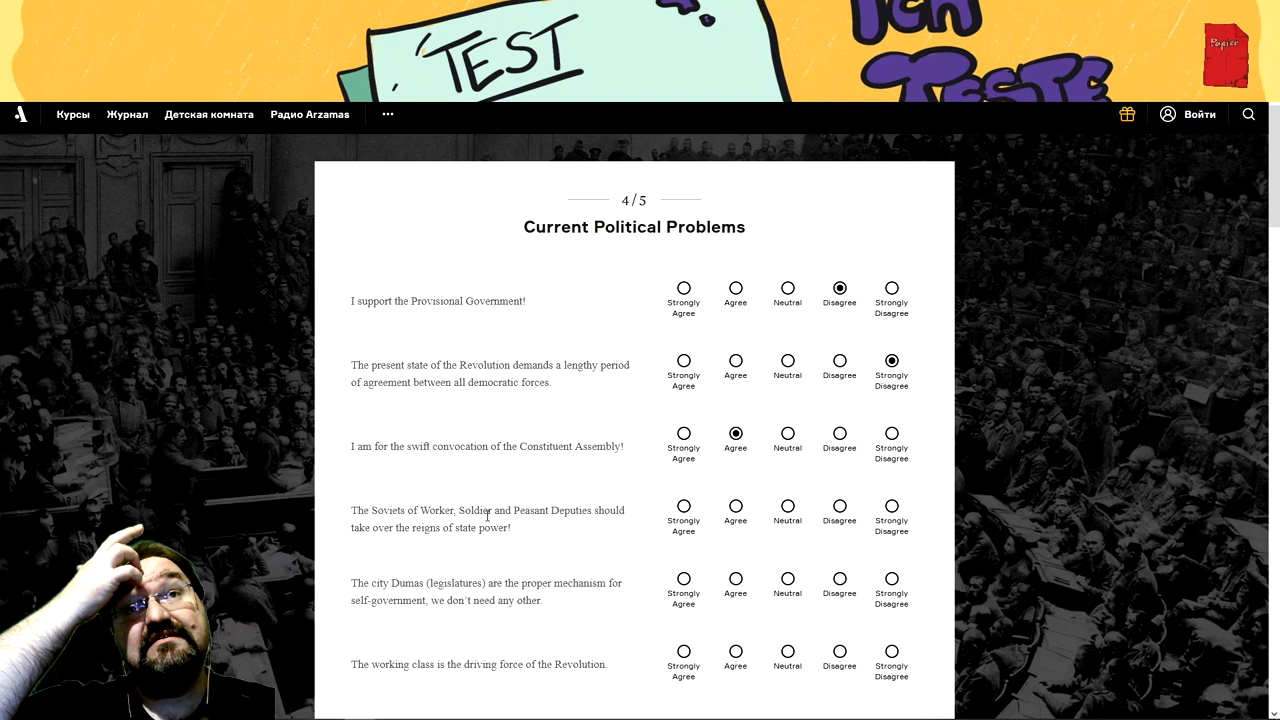 TEST
ICH
TESTE
Papier
Курсы Журнал Детская комната Радио Arzamas ••• Войти
4/5
Current Political Problems
I support the Provisional Government!
Strongly Agree Agree Neutral Disagree Strongly Disagree
The present state of the Revolution demands a lengthy period
of agreement between all democratic forces.
Strongly Agree Agree Neutral Disagree Strongly Disagree
I am for the swift convocation of the Constituent Assembly!
Strongly Agree Agree Neutral Disagree Strongly Disagree
The Soviets of Worker, Soldier and Peasant Deputies should
take over the reigns of state power!
Strongly Agree Agree Neutral Disagree Strongly Disagree
The city Dumas (legislatures) are the proper mechanism for
self-government, we don't need any other.
Strongly Agree Agree Neutral Disagree Strongly Disagree
The working class is the driving force of the Revolution.
Strongly Agree Agree Neutral Disagree Strongly Disagree